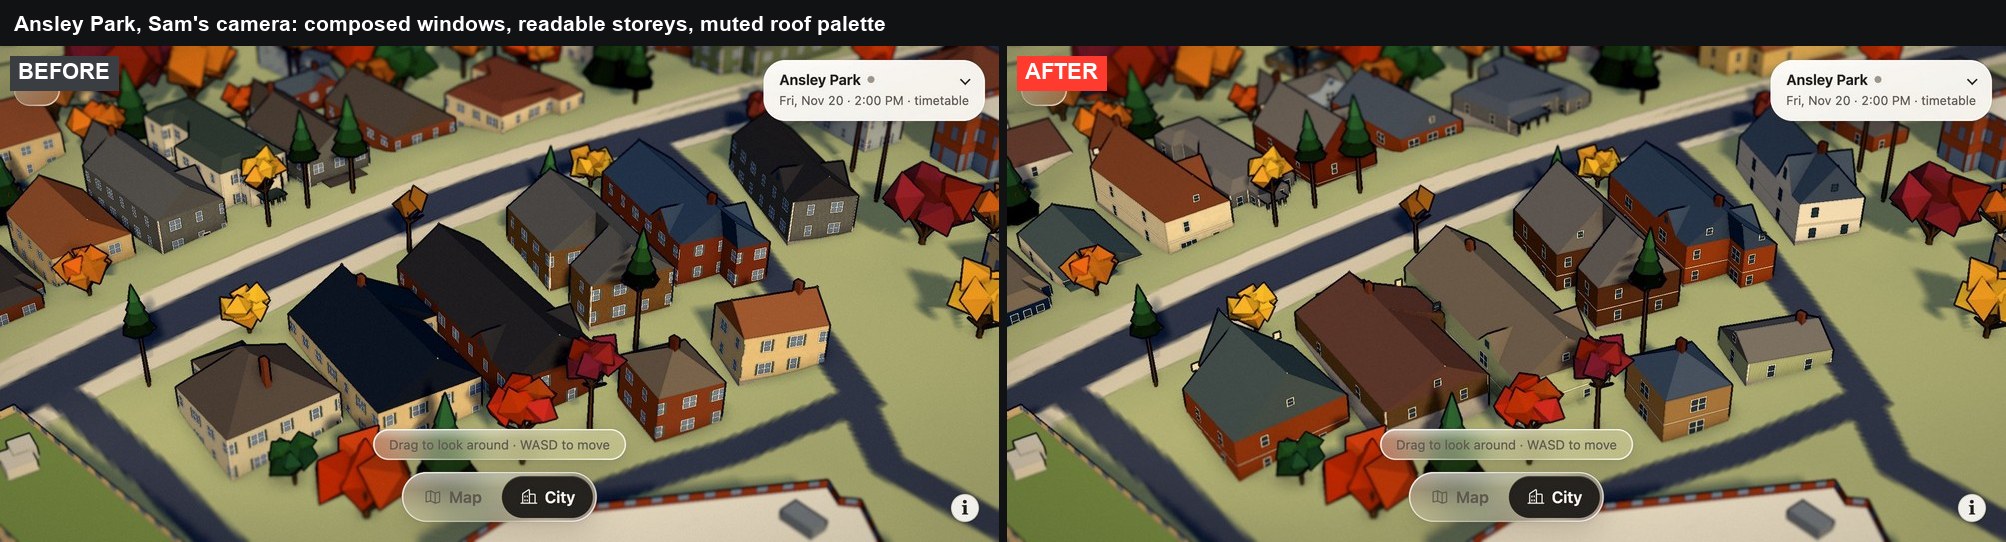 Ansley Park, Sam's camera: composed windows, readable storeys, muted roof palette
BEFORE
Ansley Park
Fri, Nov 20 · 2:00 PM · timetable
Drag to look around · WASD to move
Map
City
i
AFTER
Ansley Park
Fri, Nov 20 · 2:00 PM · timetable
Drag to look around · WASD to move
Map
City
i